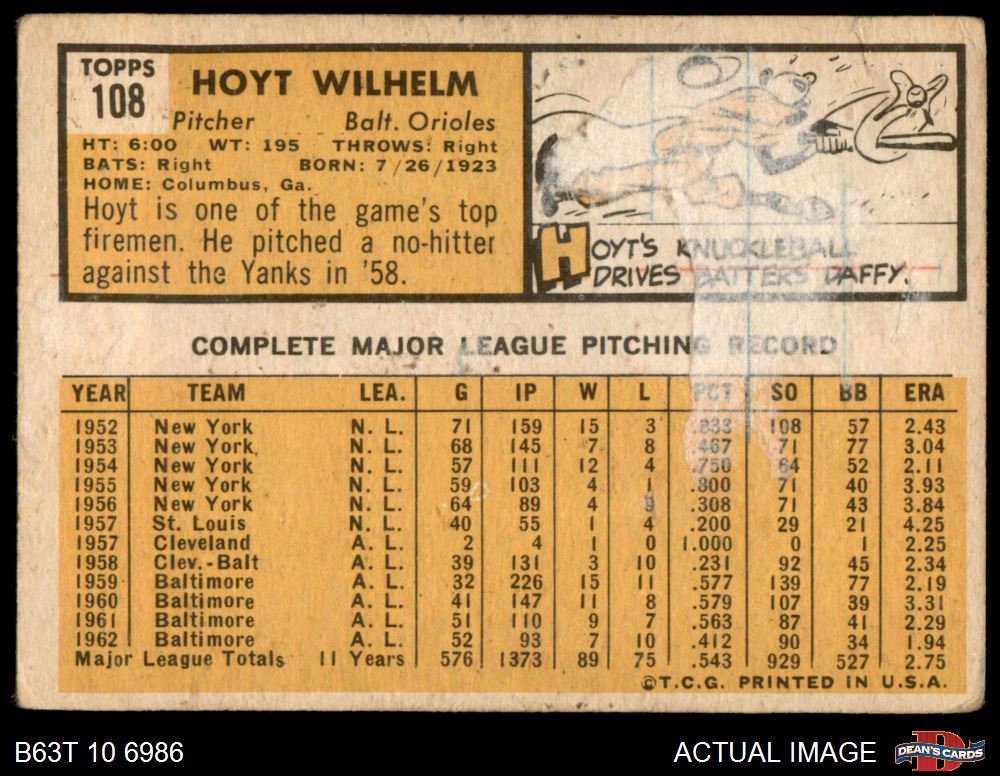 TOPPS
108
HOYT WILHELM
Pitcher Balt. Orioles
HT: 6:00 WT: 195 THROWS: Right
BATS: Right BORN: 7/26/1923
HOME: Columbus, Ga.
Hoyt is one of the game's top
firemen. He pitched a no-hitter
against the Yanks in '58.
HOYT'S KNUCKLEBALL
DRIVES BATTERS DAFFY.
COMPLETE MAJOR LEAGUE PITCHING RECORD
YEAR TEAM LEA. G IP W L PCT SO BB ERA
1952 New York N. L. 71 159 15 3 .833 108 57 2.43
1953 New York N. L. 68 145 7 8 .467 71 77 3.04
1954 New York N. L. 57 111 12 4 .750 64 52 2.11
1955 New York N. L. 59 103 4 1 .800 71 40 3.93
1956 New York N. L. 64 89 4 9 .308 71 43 3.84
1957 St. Louis N. L. 40 55 1 4 .200 29 21 4.25
1957 Cleveland A. L. 2 4 1 0 1.000 0 1 2.25
1958 Clev.-Balt A. L. 39 131 3 10 .231 92 45 2.34
1959 Baltimore A. L. 32 226 15 11 .577 139 77 2.19
1960 Baltimore A. L. 41 147 11 8 .579 107 39 3.31
1961 Baltimore A. L. 51 110 9 7 .563 87 41 2.29
1962 Baltimore A. L. 52 93 7 10 .412 90 34 1.94
Major League Totals 11 Years 576 1373 89 75 .543 929 527 2.75
©T.C.G. PRINTED IN U.S.A.
B63T 10 6986
ACTUAL IMAGE
DEAN'S CARDS